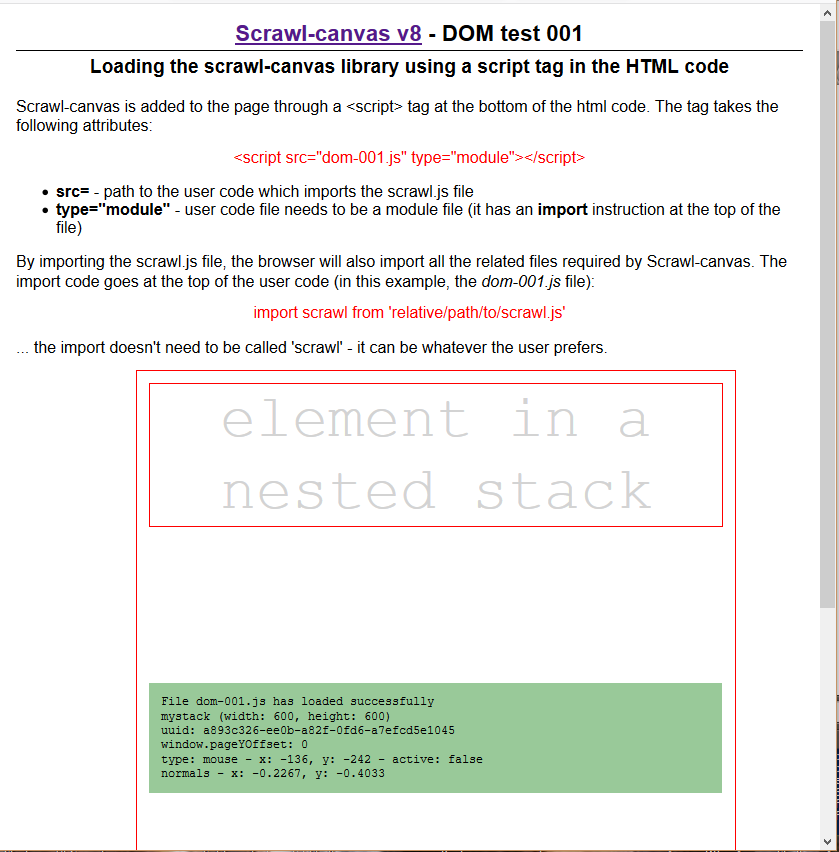 Scrawl-canvas v8 - DOM test 001
Loading the scrawl-canvas library using a script tag in the HTML code
Scrawl-canvas is added to the page through a <script> tag at the bottom of the html code. The tag takes the
following attributes:
<script src="dom-001.js" type="module"></script>
• src= - path to the user code which imports the scrawl.js file
• type="module" - user code file needs to be a module file (it has an import instruction at the top of the
file)
By importing the scrawl.js file, the browser will also import all the related files required by Scrawl-canvas. The
import code goes at the top of the user code (in this example, the dom-001.js file):
import scrawl from 'relative/path/to/scrawl.js'
... the import doesn't need to be called 'scrawl' - it can be whatever the user prefers.
element in a
nested stack
File dom-001.js has loaded successfully
mystack (width: 600, height: 600)
uuid: a893c326-ee0b-a82f-0fd6-a7efcd5e1045
window.pageYOffset: 0
type: mouse - x: -136, y: -242 - active: false
normals - x: -0.2267, y: -0.4033